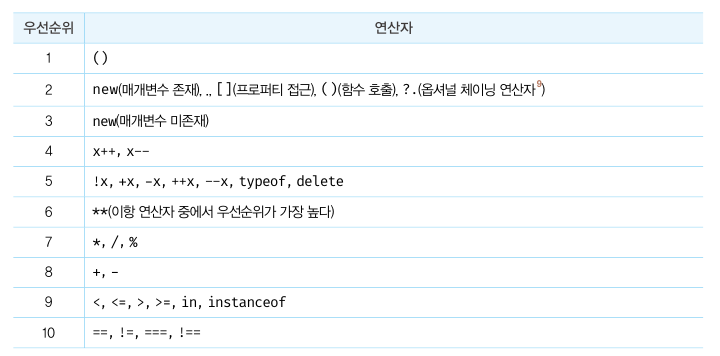 우선순위 연산자
1 ()
2 new(매개변수 존재), ., [](프로퍼티 접근), ()(함수 호출), ?.(옵셔널 체이닝 연산자9)
3 new(매개변수 미존재)
4 x++, x--
5 !x, +x, -x, ++x, --x, typeof, delete
6 **(이항 연산자 중에서 우선순위가 가장 높다)
7 *, /, %
8 +, -
9 <, <=, >, >=, in, instanceof
10 ==, !=, ===, !==